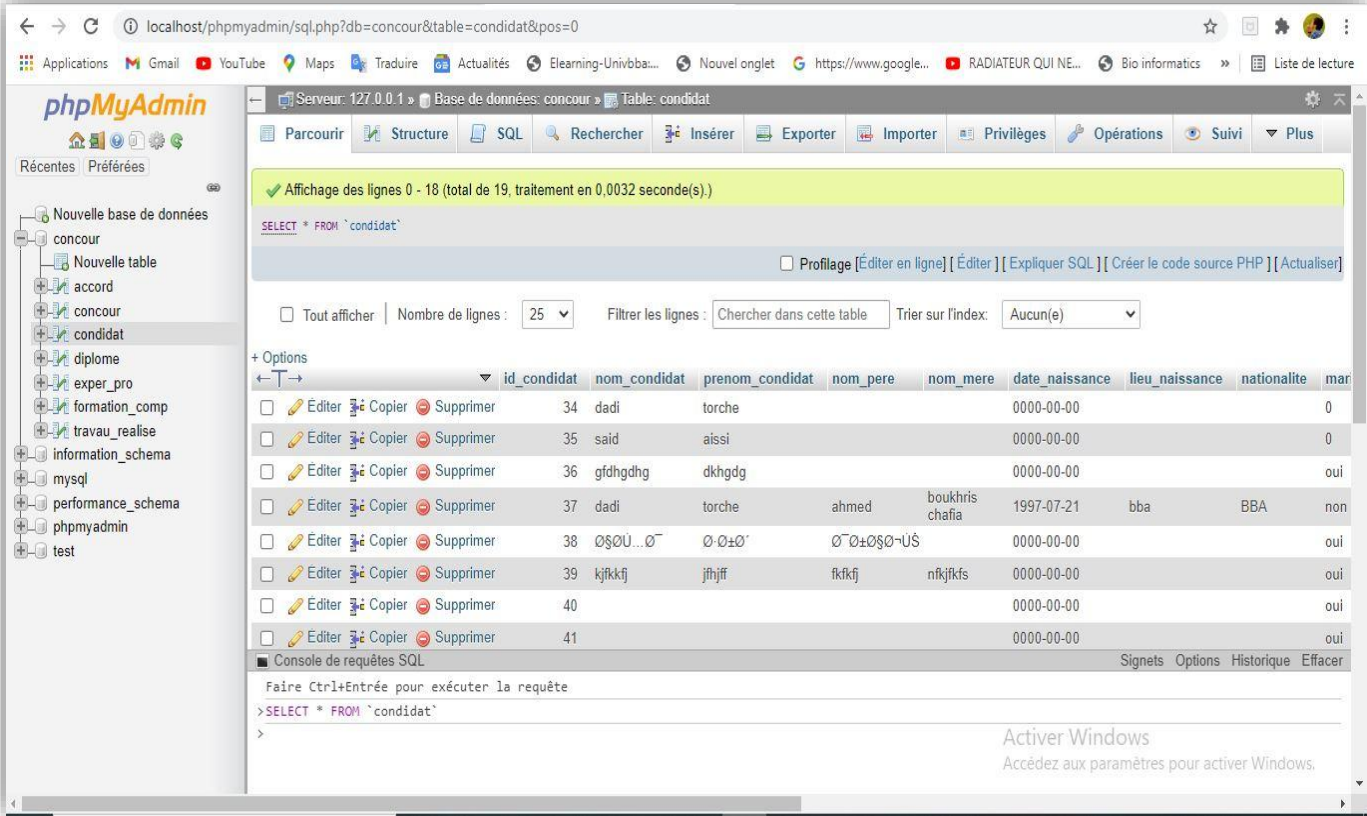 localhost/phpmyadmin/sql.php?db=concour&table=condidat&pos=0
Applications Gmail YouTube Maps Traduire Actualités Elearning-Univbba:... Nouvel onglet https://www.google... RADIATEUR QUI NE... Bio informatics » Liste de lecture
phpMyAdmin
Récentes Préférées
Nouvelle base de données
concour
Nouvelle table
accord
concour
condidat
diplome
exper_pro
formation_comp
travau_realise
information_schema
mysql
performance_schema
phpmyadmin
test
Serveur: 127.0.0.1 » Base de données: concour » Table: condidat
Parcourir Structure SQL Rechercher Insérer Exporter Importer Privilèges Opérations Suivi Plus
Affichage des lignes 0 - 18 (total de 19, traitement en 0,0032 seconde(s).)
SELECT * FROM `condidat`
Profilage [Éditer en ligne] [ Éditer ] [ Expliquer SQL ] [ Créer le code source PHP ] [ Actualiser]
Tout afficher Nombre de lignes : 25 Filtrer les lignes : Chercher dans cette table Trier sur l'index: Aucun(e)
+ Options
←T→ id_condidat nom_condidat prenom_condidat nom_pere nom_mere date_naissance lieu_naissance nationalite mar
Éditer Copier Supprimer 34 dadi torche 0000-00-00 0
Éditer Copier Supprimer 35 said aissi 0000-00-00 0
Éditer Copier Supprimer 36 gfdhgdhg dkhgdg 0000-00-00 oui
Éditer Copier Supprimer 37 dadi torche ahmed boukhris chafia 1997-07-21 bba BBA non
Éditer Copier Supprimer 38 Ø§ØÙ…Ø¯ Ø·Ø±Ø´ Ø¯Ø±Ø§Ø¬ÙŠ 0000-00-00 oui
Éditer Copier Supprimer 39 kjfkkfj jfhjff fkfkfj nfkjfkfs 0000-00-00 oui
Éditer Copier Supprimer 40 0000-00-00 oui
Éditer Copier Supprimer 41 0000-00-00 oui
Console de requêtes SQL Signets Options Historique Effacer
Faire Ctrl+Entrée pour exécuter la requête
>SELECT * FROM `condidat`
>
Activer Windows
Accédez aux paramètres pour activer Windows.